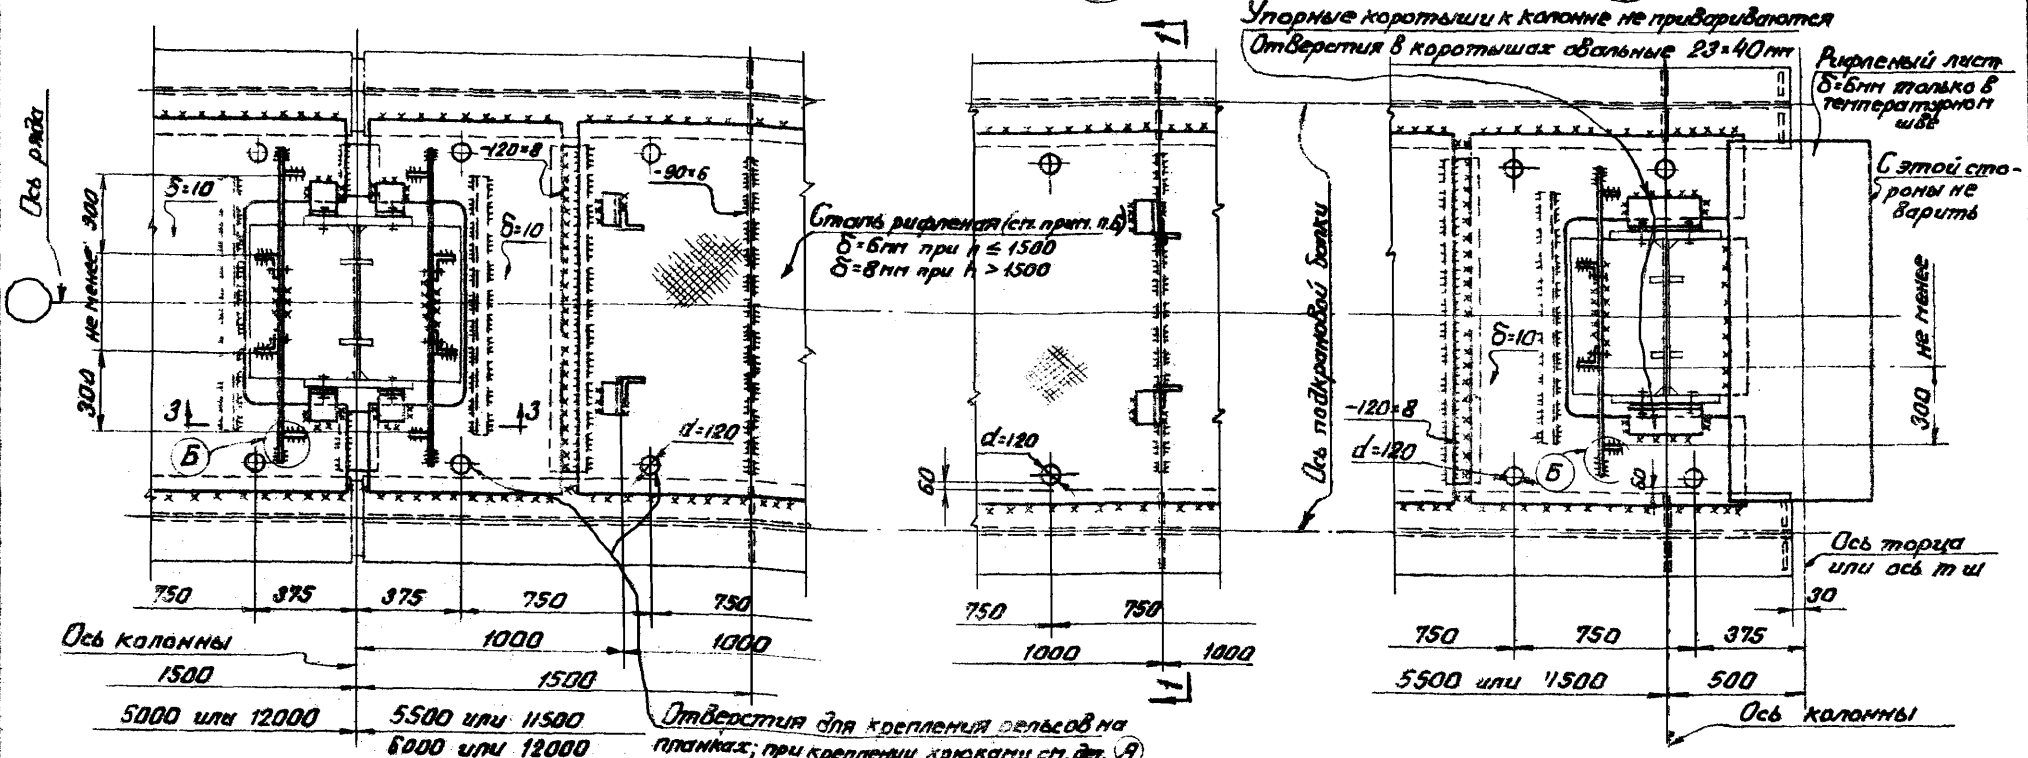 Упорные коротыши к колонне не привариваются
Отверстия в коротышах овальные 23×40мм
Рифленый лист
δ=6мм только в
температурном
шве
С этой сто-
роны не
варить
1
Ось ряда
δ=10
не менее 900
300
3
3
Б
-120×8
δ=10
-90×6
Сталь рифленая (см. прим. п.6)
δ=6мм при h ≤ 1500
δ=8мм при h > 1500
d=120
d=120
60
Ось подкрановой балки
δ=10
-120×8
d=120
Б
60
не менее
300
Ось торца
или ось т ш
30
750
375
375
750
750
750
750
750
750
375
Ось колонны
1000
1000
1000
1000
1500
1500
5500 или 11500
500
5000 или 12000
5500 или 11500
6000 или 12000
1
Ось колонны
Отверстия для крепления рельсов на
планках; при креплении крюками см. дет. А